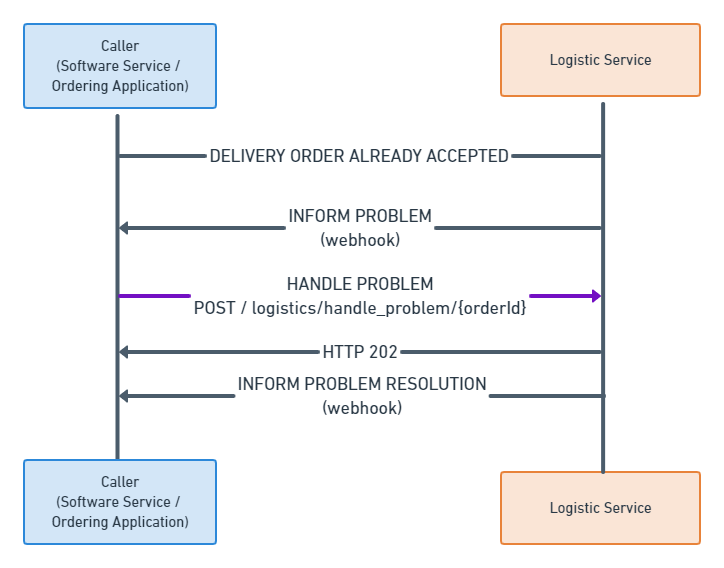 Caller
(Software Service /
Ordering Application)
Logistic Service
DELIVERY ORDER ALREADY ACCEPTED
INFORM PROBLEM
(webhook)
HANDLE PROBLEM
POST / logistics/handle_problem/{orderId}
HTTP 202
INFORM PROBLEM RESOLUTION
(webhook)
Caller
(Software Service /
Ordering Application)
Logistic Service